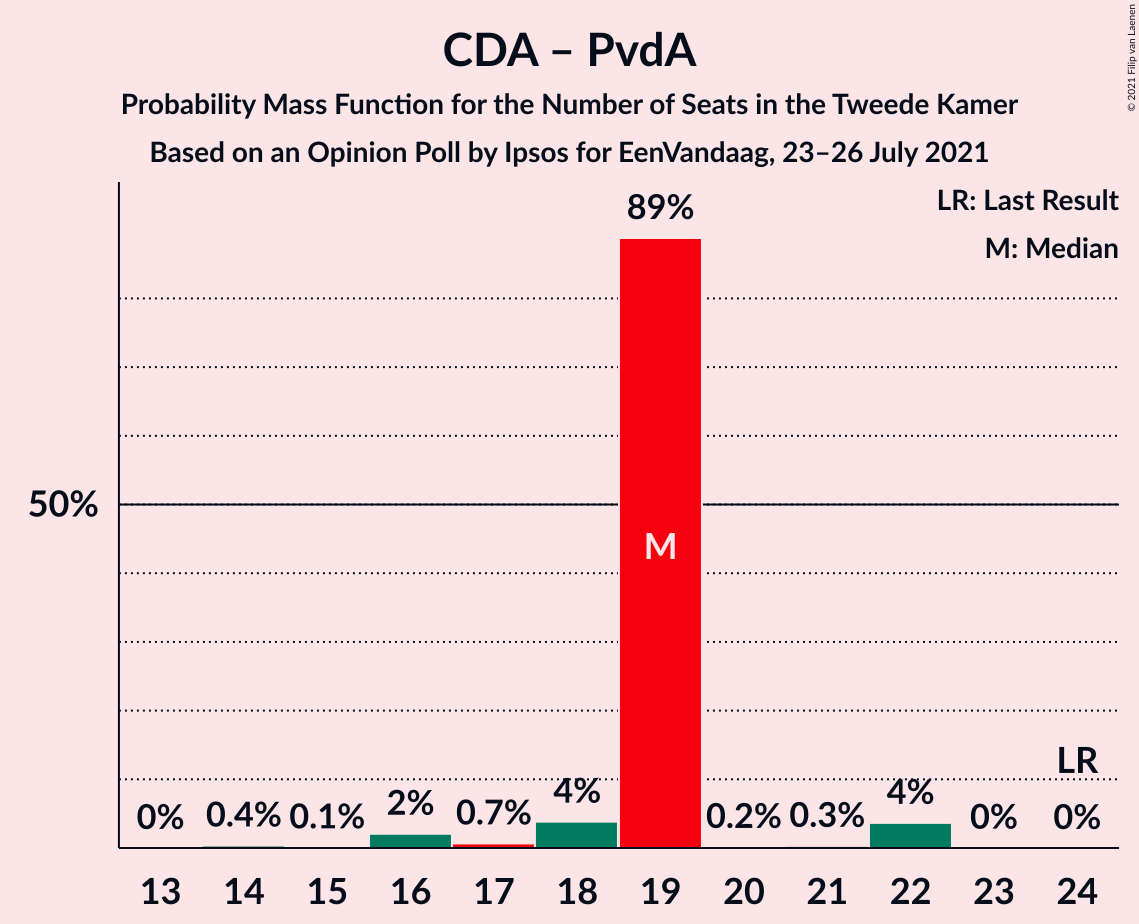 CDA – PvdA
Probability Mass Function for the Number of Seats in the Tweede Kamer
Based on an Opinion Poll by Ipsos for EenVandaag, 23–26 July 2021
© 2021 Filip van Laenen
LR: Last Result
M: Median
89%
50%
M
LR
0% 0.4% 0.1% 2% 0.7% 4% 0.2% 0.3% 4% 0% 0%
13 14 15 16 17 18 19 20 21 22 23 24